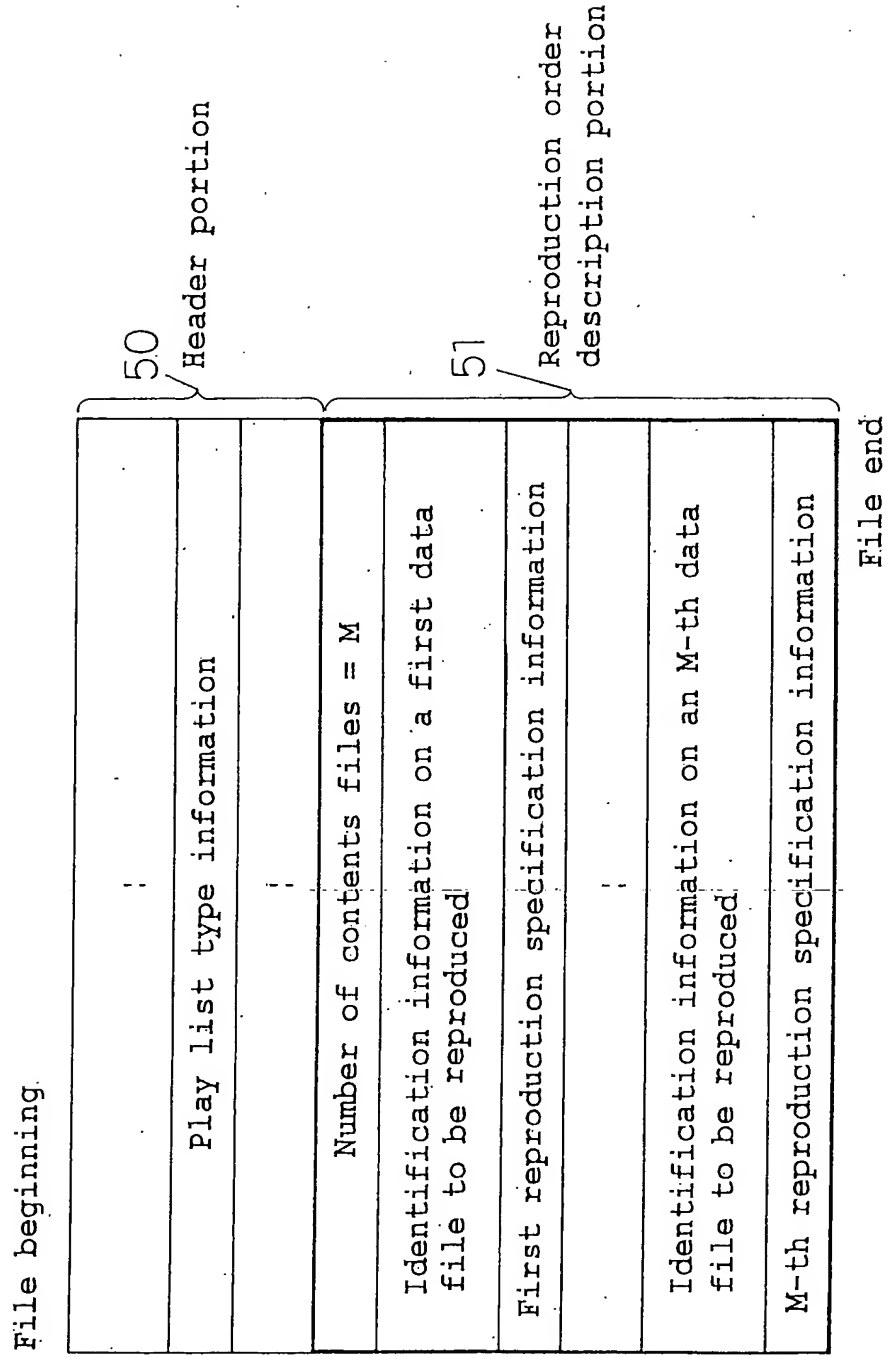 File beginning
50
Header portion
Play list type information
51
Reproduction order
description portion
Number of contents files = M
Identification information on a first data
file to be reproduced
First reproduction specification information
Identification information on an M-th data
file to be reproduced
M-th reproduction specification information
File end